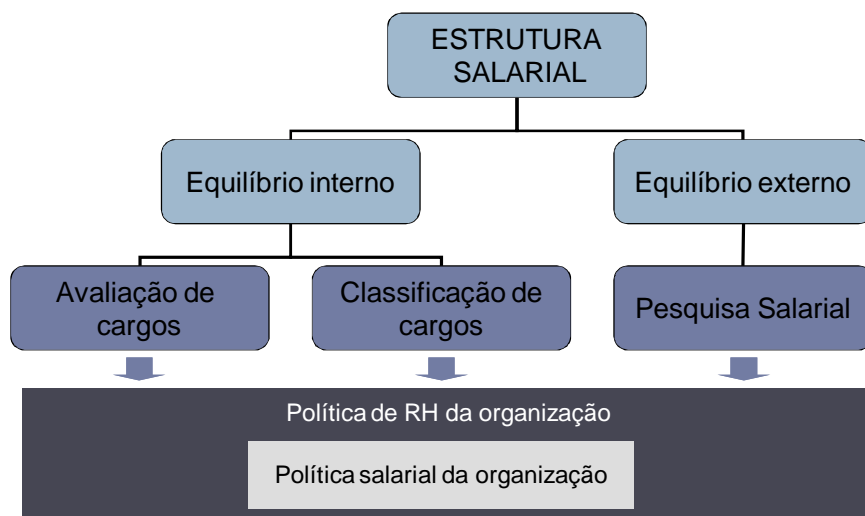 ESTRUTURA
SALARIAL
Equilíbrio interno
Equilíbrio externo
Avaliação de
cargos
Classificação de
cargos
Pesquisa Salarial
Política de RH da organização
Política salarial da organização